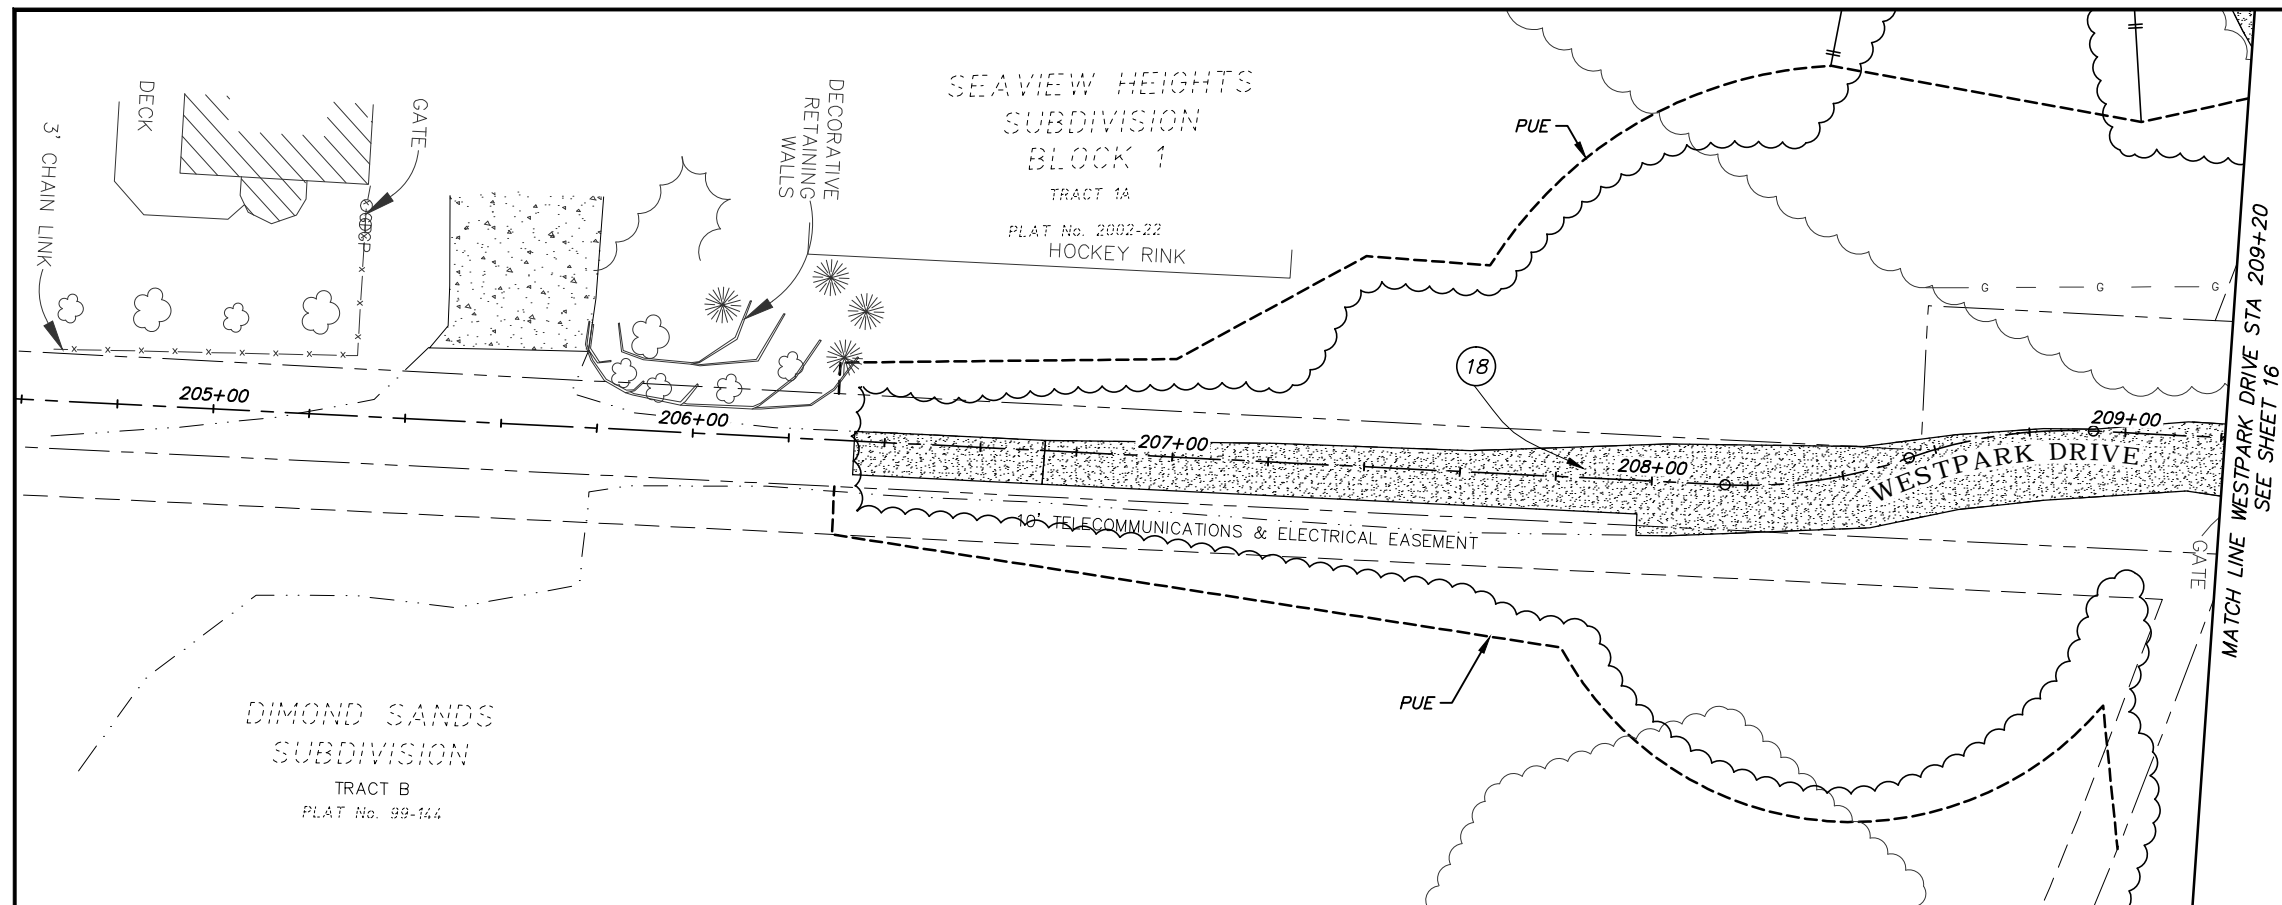 SEAVIEW HEIGHTS
SUBDIVISION
BLOCK 1
TRACT 1A
PLAT No. 2002-22
HOCKEY RINK
DECK
GATE
3' CHAIN LINK
DECORATIVE
RETAINING
WALLS
PUE
G
G
G
18
205+00
206+00
207+00
208+00
209+00
WESTPARK DRIVE
10' TELECOMMUNICATIONS & ELECTRICAL EASEMENT
GATE
MATCH LINE WESTPARK DRIVE STA 209+20
SEE SHEET 16
PUE
DIMOND SANDS
SUBDIVISION
TRACT B
PLAT No. 99-144